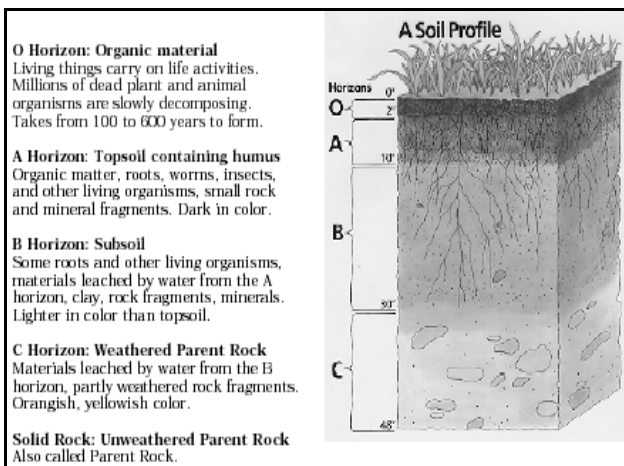 O Horizon: Organic material
Living things carry on life activities.
Millions of dead plant and animal
organisms are slowly decomposing.
Takes from 100 to 600 years to form.
A Horizon: Topsoil containing humus
Organic matter, roots, worms, insects,
and other living organisms, small rock
and mineral fragments. Dark in color.
B Horizon: Subsoil
Some roots and other living organisms,
materials leached by water from the A
horizon, clay, rock fragments, minerals.
Lighter in color than topsoil.
C Horizon: Weathered Parent Rock
Materials leached by water from the B
horizon, partly weathered rock fragments.
Orangish, yellowish color.
Solid Rock: Unweathered Parent Rock
Also called Parent Rock.
A Soil Profile
Horizons 0"
O 2"
A
10"
B
30"
C
48"